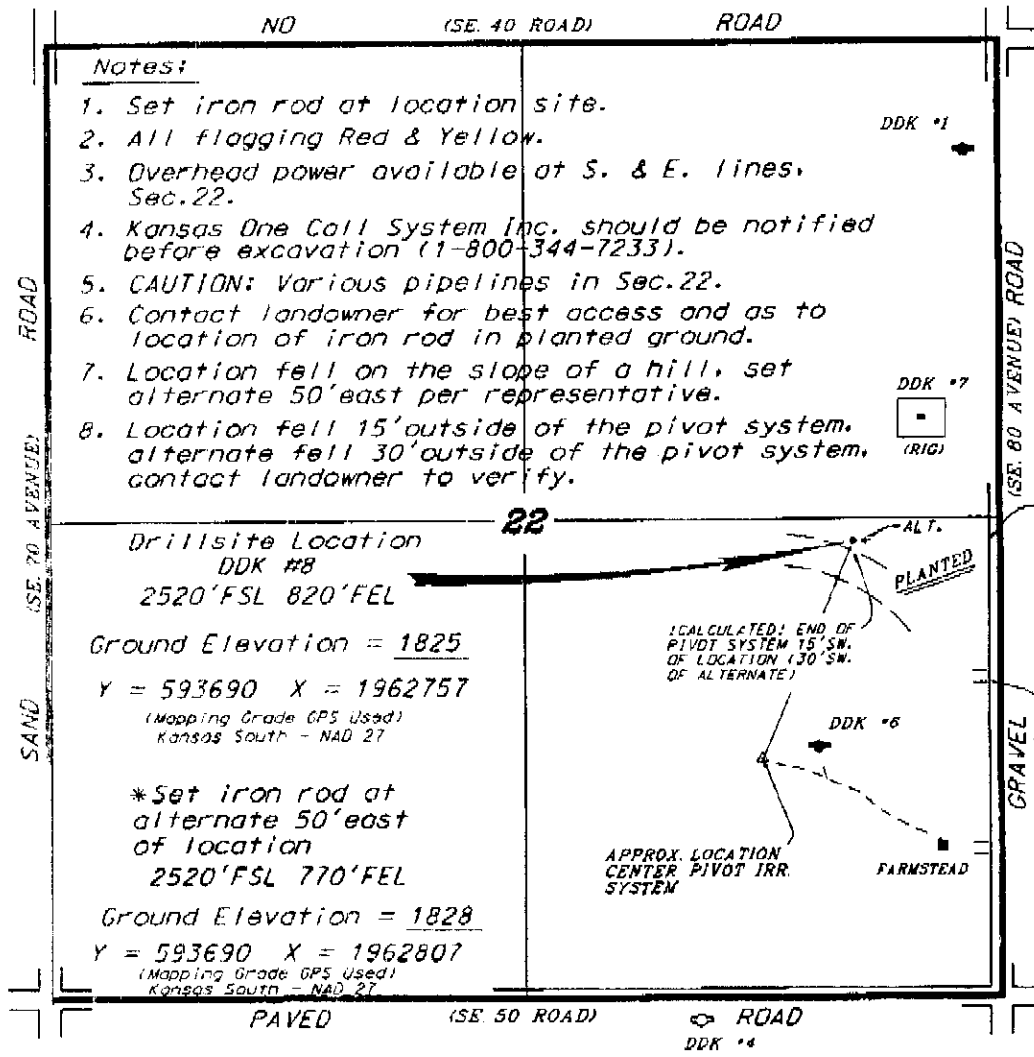 NO (SE. 40 ROAD) ROAD
Notes:
1. Set iron rod at location site.
2. All flagging Red & Yellow.
3. Overhead power available at S. & E. lines,
Sec.22.
4. Kansas One Call System Inc. should be notified
before excavation (1-800-344-7233).
5. CAUTION: Various pipelines in Sec.22.
6. Contact landowner for best access and as to
location of iron rod in planted ground.
7. Location fell on the slope of a hill, set
alternate 50'east per representative.
8. Location fell 15'outside of the pivot system,
alternate fell 30'outside of the pivot system,
contact landowner to verify.
DDK #1
DDK #7
(RIG)
SAND (SE. 70 AVENUE) ROAD
GRAVEL (SE. 80 AVENUE) ROAD
22
Drillsite Location
DDK #8
2520'FSL 820'FEL
Ground Elevation = 1825
Y = 593690 X = 1962757
(Mapping Grade GPS Used)
Kansas South - NAD 27
*Set iron rod at
alternate 50'east
of location
2520'FSL 770'FEL
Ground Elevation = 1828
Y = 593690 X = 1962807
(Mapping Grade GPS Used)
Kansas South - NAD 27
ALT.
PLANTED
(CALCULATED) END OF
PIVOT SYSTEM 15'SW.
OF LOCATION (30'SW.
OF ALTERNATE)
DDK #6
APPROX. LOCATION
CENTER PIVOT IRR.
SYSTEM
FARMSTEAD
PAVED (SE. 50 ROAD) ROAD
DDK #4